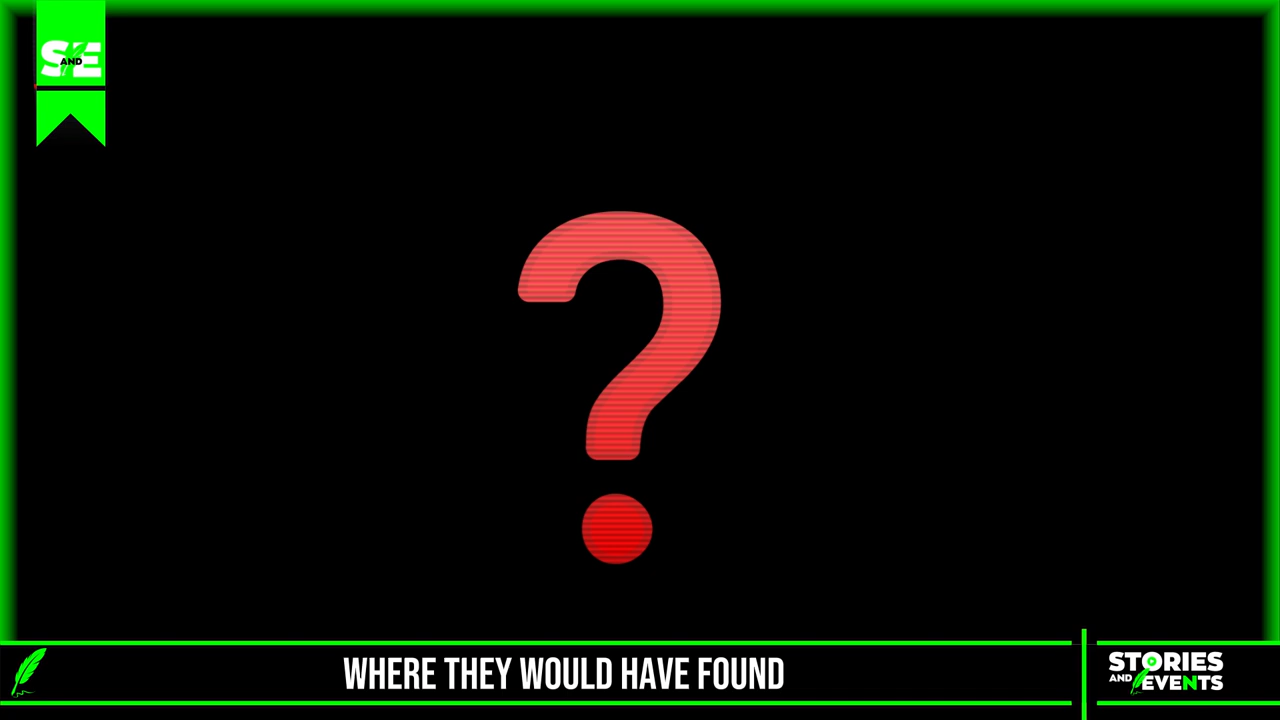 S AND E
?
WHERE THEY WOULD HAVE FOUND
STORIES
AND EVENTS